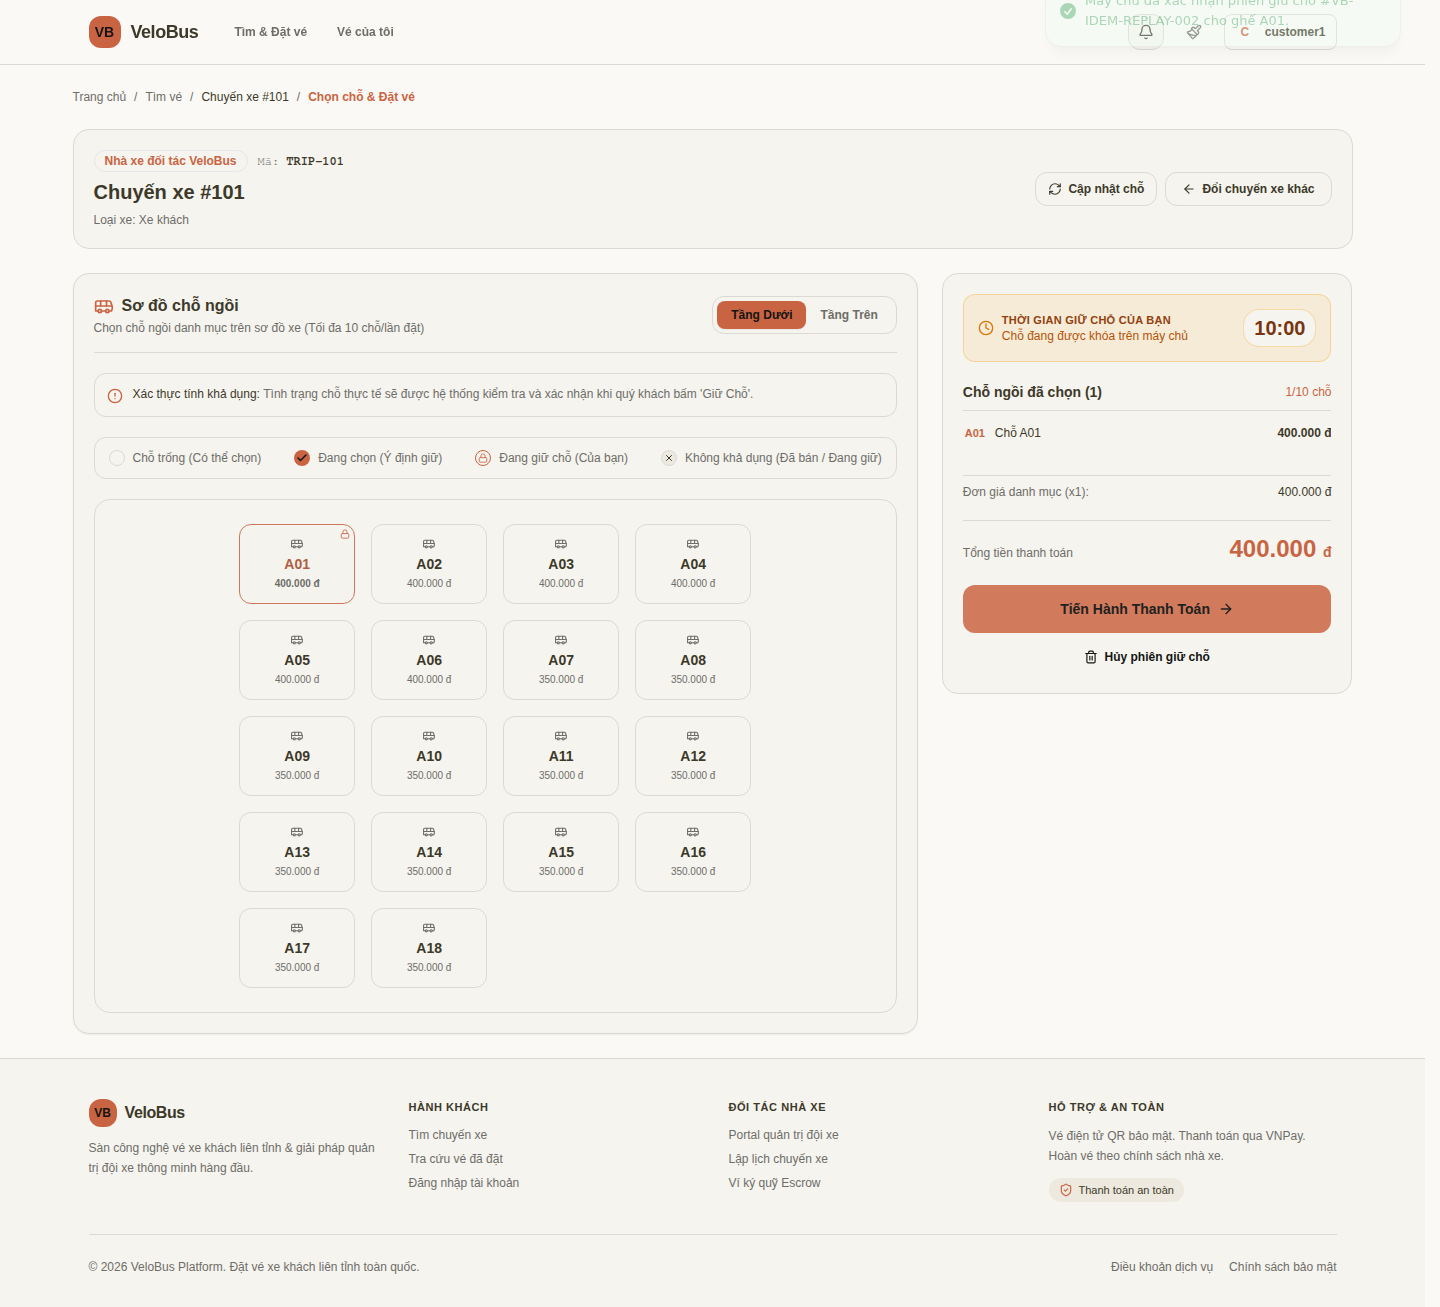 VB VeloBus Tìm & Đặt vé Vé của tôi
Máy chủ đã xác nhận phiên giữ chỗ #VB-
IDEM-REPLAY-002 cho ghế A01.
C customer1
Trang chủ / Tìm vé / Chuyến xe #101 / Chọn chỗ & Đặt vé
Nhà xe đối tác VeloBus Mã: TRIP-101
Chuyến xe #101
Loại xe: Xe khách
Cập nhật chỗ
Đổi chuyến xe khác
Sơ đồ chỗ ngồi
Chọn chỗ ngồi danh mục trên sơ đồ xe (Tối đa 10 chỗ/lần đặt)
Tầng Dưới Tầng Trên
Xác thực tính khả dụng: Tình trạng chỗ thực tế sẽ được hệ thống kiểm tra và xác nhận khi quý khách bấm 'Giữ Chỗ'.
Chỗ trống (Có thể chọn) Đang chọn (Ý định giữ) Đang giữ chỗ (Của bạn) Không khả dụng (Đã bán / Đang giữ)
A01 A02 A03 A04
400.000 đ 400.000 đ 400.000 đ 400.000 đ
A05 A06 A07 A08
400.000 đ 400.000 đ 350.000 đ 350.000 đ
A09 A10 A11 A12
350.000 đ 350.000 đ 350.000 đ 350.000 đ
A13 A14 A15 A16
350.000 đ 350.000 đ 350.000 đ 350.000 đ
A17 A18
350.000 đ 350.000 đ
THỜI GIAN GIỮ CHỖ CỦA BẠN
Chỗ đang được khóa trên máy chủ
10:00
Chỗ ngồi đã chọn (1) 1/10 chỗ
A01 Chỗ A01 400.000 đ
Đơn giá danh mục (x1): 400.000 đ
Tổng tiền thanh toán 400.000 đ
Tiến Hành Thanh Toán
Hủy phiên giữ chỗ
VB VeloBus
Sàn công nghệ vé xe khách liên tỉnh & giải pháp quản
trị đội xe thông minh hàng đầu.
HÀNH KHÁCH
Tìm chuyến xe
Tra cứu vé đã đặt
Đăng nhập tài khoản
ĐỐI TÁC NHÀ XE
Portal quản trị đội xe
Lập lịch chuyến xe
Ví ký quỹ Escrow
HỖ TRỢ & AN TOÀN
Vé điện tử QR bảo mật. Thanh toán qua VNPay.
Hoàn vé theo chính sách nhà xe.
Thanh toán an toàn
© 2026 VeloBus Platform. Đặt vé xe khách liên tỉnh toàn quốc.
Điều khoản dịch vụ Chính sách bảo mật